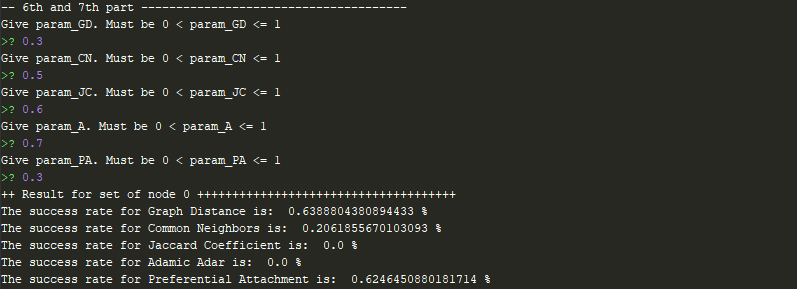 -- 6th and 7th part --------------------------------------
Give param_GD. Must be 0 < param_GD <= 1
>? 0.3
Give param_CN. Must be 0 < param_CN <= 1
>? 0.5
Give param_JC. Must be 0 < param_JC <= 1
>? 0.6
Give param_A. Must be 0 < param_A <= 1
>? 0.7
Give param_PA. Must be 0 < param_PA <= 1
>? 0.3
++ Result for set of node 0 +++++++++++++++++++++++++++++++++++++
The success rate for Graph Distance is:  0.6388804380894433 %
The success rate for Common Neighbors is:  0.2061855670103093 %
The success rate for Jaccard Coefficient is:  0.0 %
The success rate for Adamic Adar is:  0.0 %
The success rate for Preferential Attachment is:  0.6246450880181714 %